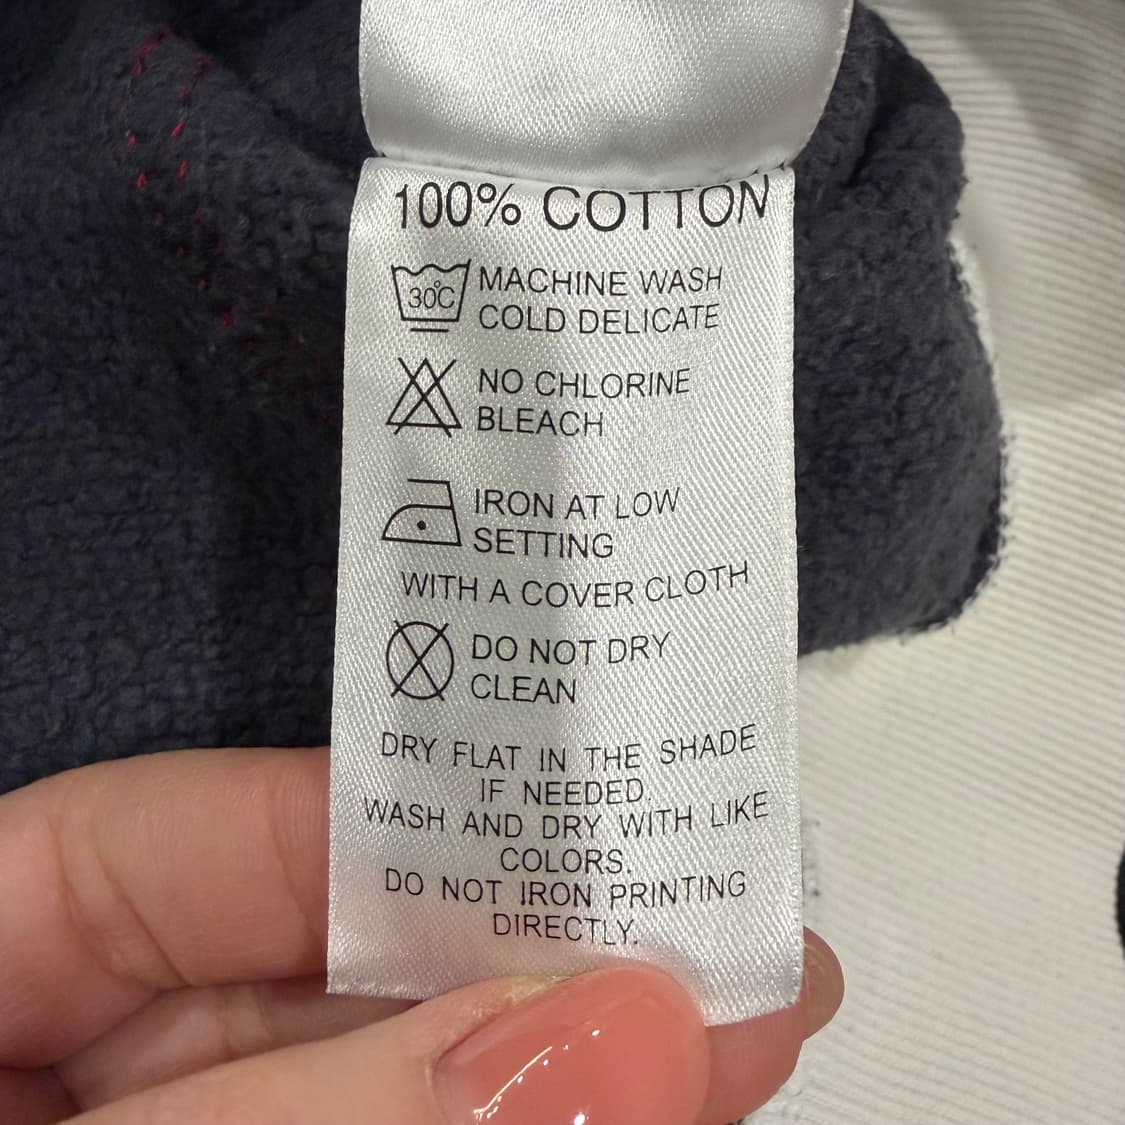 100% COTTON
30°C MACHINE WASH
COLD DELICATE
NO CHLORINE
BLEACH
IRON AT LOW
SETTING
WITH A COVER CLOTH
DO NOT DRY
CLEAN
DRY FLAT IN THE SHADE
IF NEEDED.
WASH AND DRY WITH LIKE
COLORS.
DO NOT IRON PRINTING
DIRECTLY.